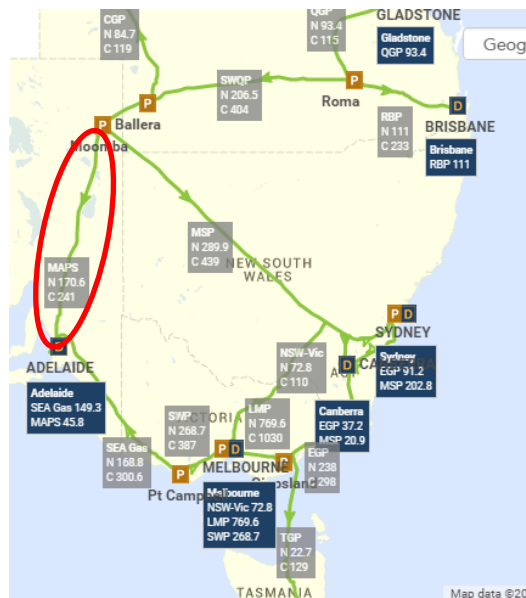 CGP
N 84.7
C 119
QGP
N 93.4
C 115
GLADSTONE
Gladstone
QGP 93.4
Geog
SWQP
N 206.5
C 404
P
Ballera
P
Roma
RBP
N 111
C 233
D
BRISBANE
Brisbane
RBP 111
P
Moomba
MSP
N 289.9
C 439
NEW SOUTH
WALES
MAPS
N 170.6
C 241
P D
SYDNEY
Sydney
EGP 91.2
MSP 202.8
D
ADELAIDE
Adelaide
SEA Gas 149.3
MAPS 45.8
NSW-Vic
N 72.8
C 110
D
Canberra
EGP 37.2
MSP 20.9
SWP
N 268.7
C 387
LMP
N 769.6
C 1030
SEA Gas
N 168.8
C 300.6
P D
MELBOURNE
P
EGP
N 238
C 298
P
Pt Campbell
Melbourne
NSW-Vic 72.8
LMP 769.6
SWP 268.7
TGP
N 22.7
C 129
TASMANIA
Map data ©20